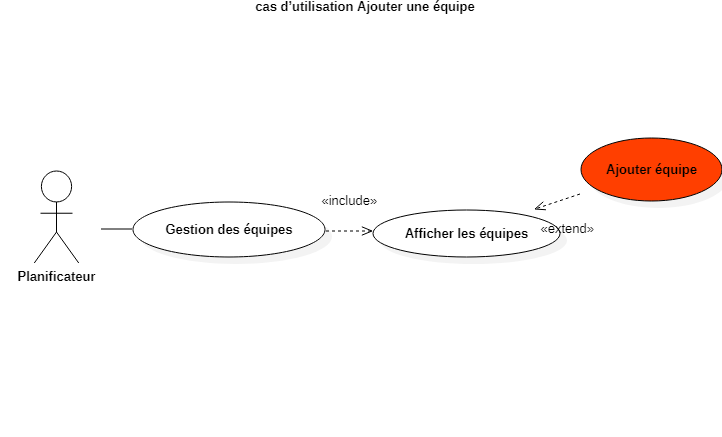 cas d’utilisation Ajouter une équipe
Ajouter équipe
«include»
Gestion des équipes
Afficher les équipes
«extend»
Planificateur